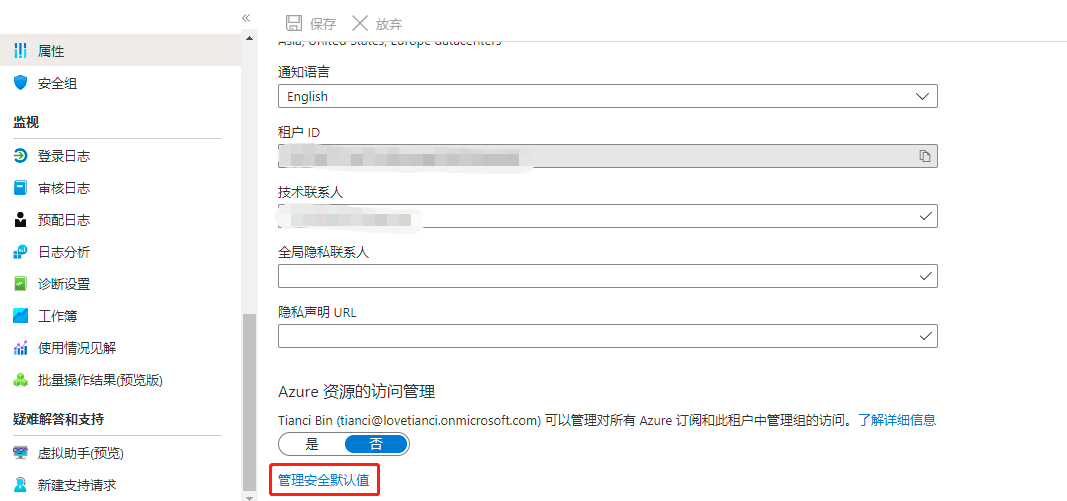 «
保存 放弃
Asia, United States, Europe datacenters
属性
安全组
监视
登录日志
审核日志
预配日志
日志分析
诊断设置
工作簿
使用情况见解
批量操作结果(预览版)
疑难解答和支持
虚拟助手(预览)
新建支持请求
通知语言
English
租户 ID
技术联系人
全局隐私联系人
隐私声明 URL
Azure 资源的访问管理
Tianci Bin (tianci@lovetianci.onmicrosoft.com) 可以管理对所有 Azure 订阅和此租户中管理组的访问。了解详细信息
是 否
管理安全默认值